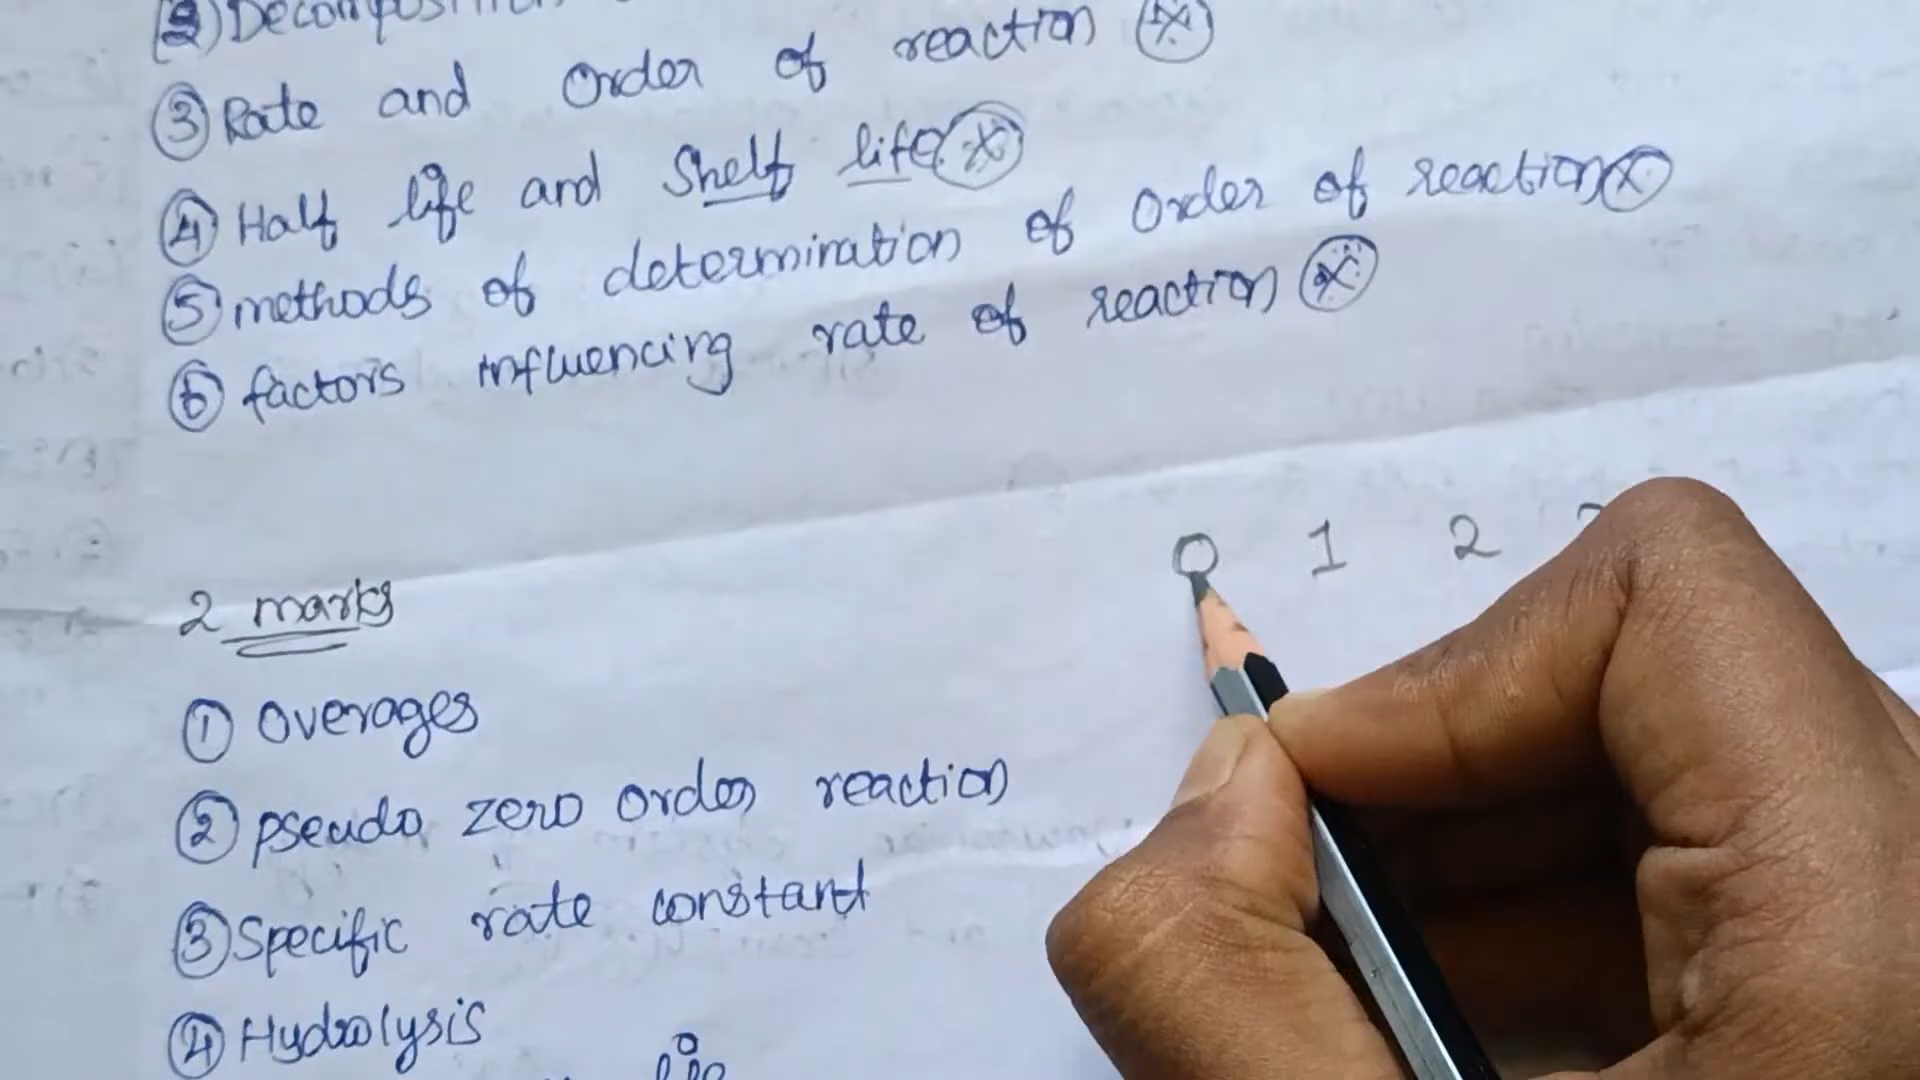 (2) Decomposition
③ Rate and Order of reaction
④ Half life and Shelf life
⑤ methods of determination of Order of reaction
⑥ factors influencing rate of reaction
0 1 2
2 marks
① Overages
② pseudo zero order reaction
③ Specific rate constant
④ Hydrolysis